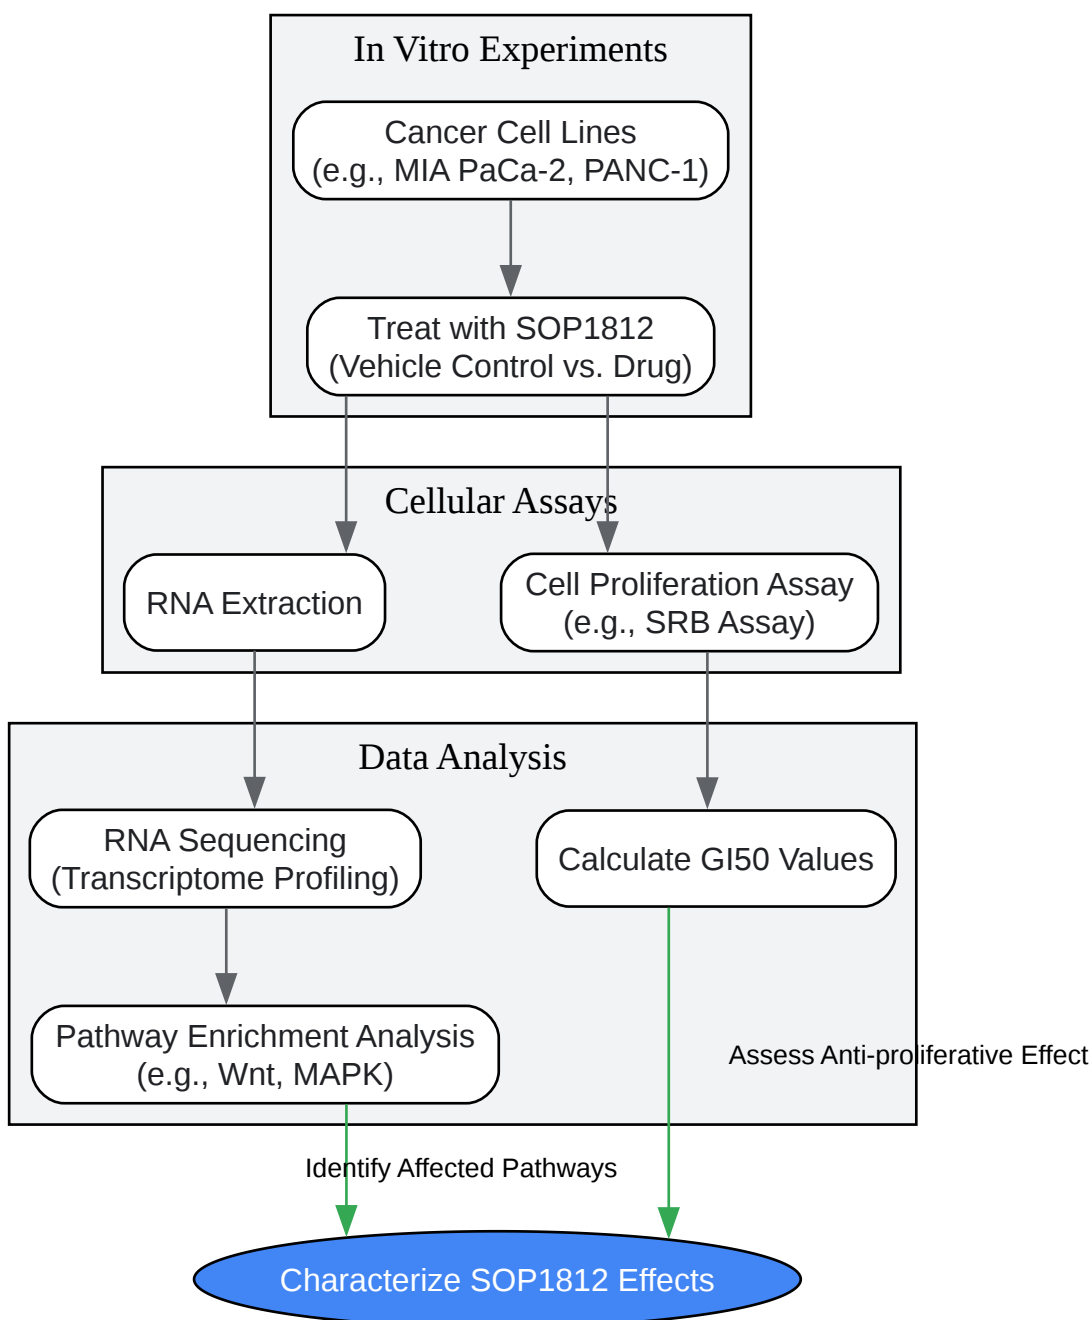 In Vitro Experiments
Cancer Cell Lines
(e.g., MIA PaCa-2, PANC-1)
Treat with SOP1812
(Vehicle Control vs. Drug)
Cellular Assays
RNA Extraction
Cell Proliferation Assay
(e.g., SRB Assay)
Data Analysis
RNA Sequencing
(Transcriptome Profiling)
Calculate GI50 Values
Pathway Enrichment Analysis
(e.g., Wnt, MAPK)
Assess Anti-proliferative Effect
Identify Affected Pathways
Characterize SOP1812 Effects